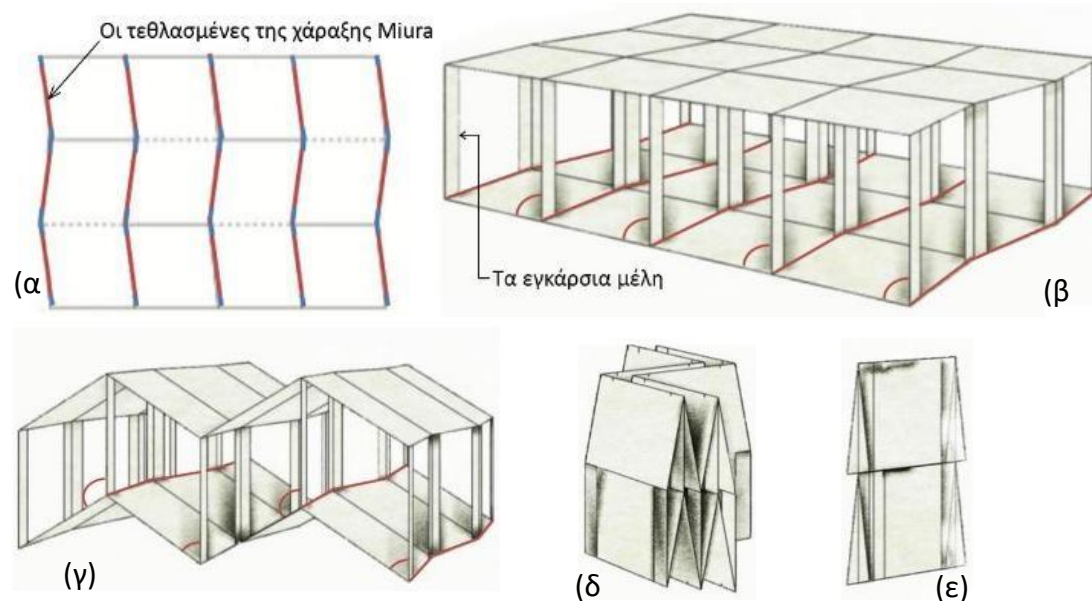 Οι τεθλασμένες της χάραξης Miura
(α
Τα εγκάρσια μέλη
(β
(γ)
(δ
(ε)